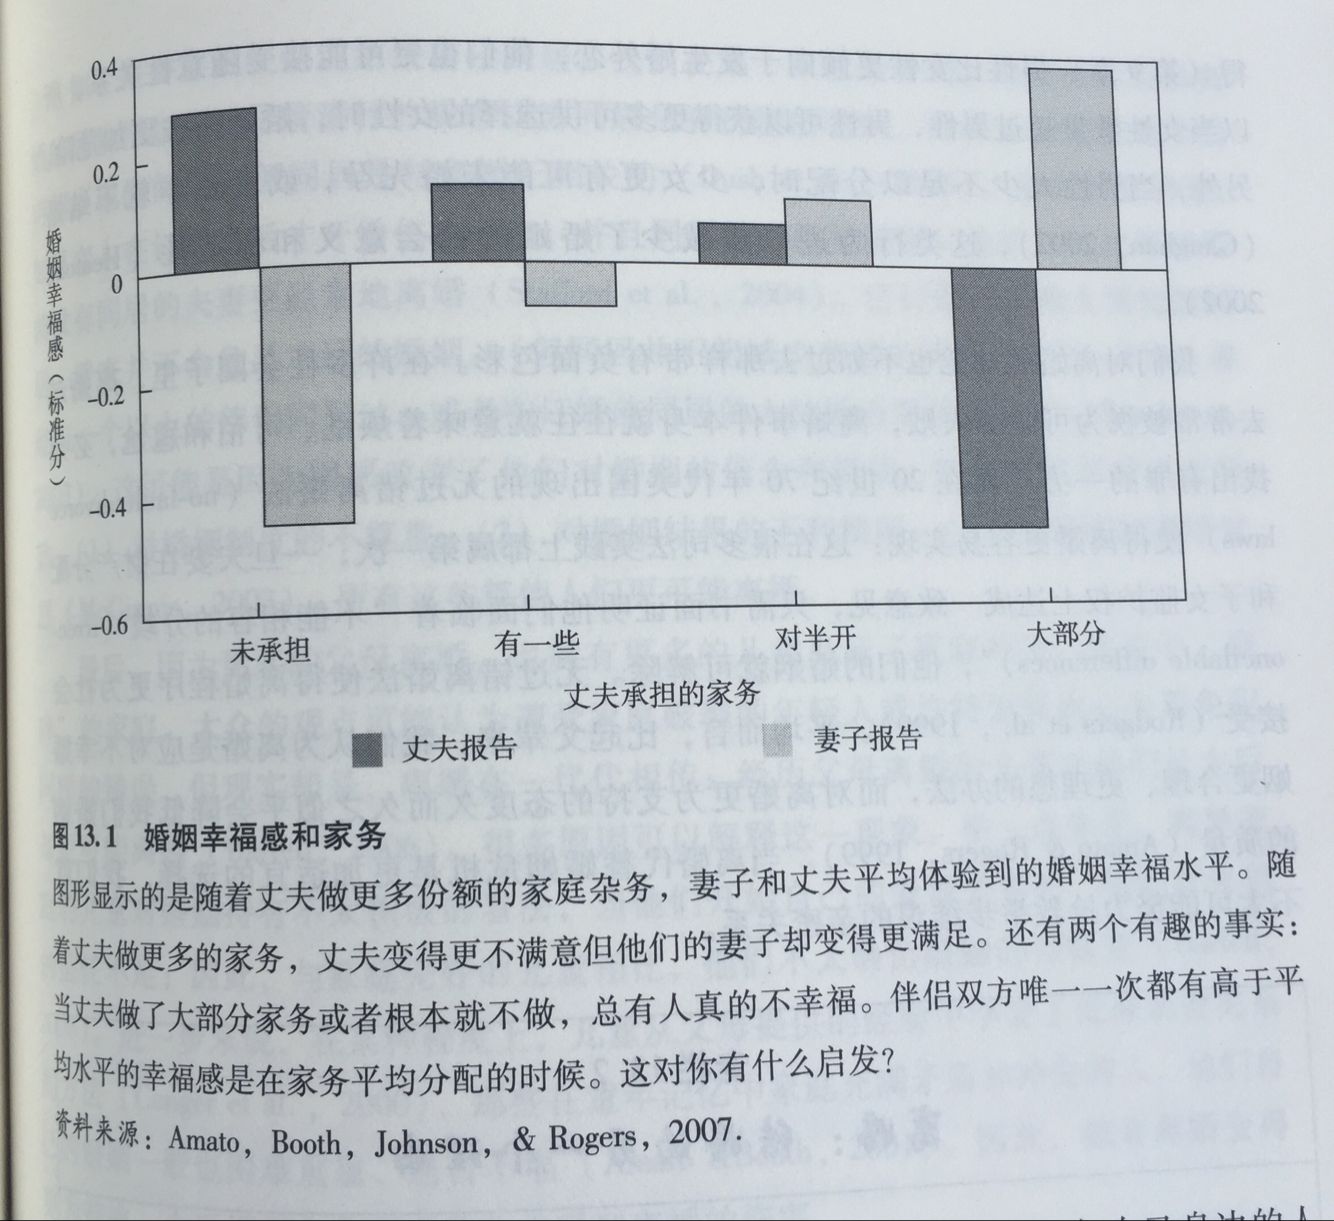 0.4
0.2
0
-0.2
-0.4
-0.6
婚姻幸福感（标准分）
未承担
有一些
对半开
大部分
丈夫承担的家务
丈夫报告
妻子报告
图13.1 婚姻幸福感和家务
图形显示的是随着丈夫做更多份额的家庭杂务，妻子和丈夫平均体验到的婚姻幸福水平。随
着丈夫做更多的家务，丈夫变得更不满意但他们的妻子却变得更满足。还有两个有趣的事实：
当丈夫做了大部分家务或者根本就不做，总有人真的不幸福。伴侣双方唯一一次都有高于平
均水平的幸福感是在家务平均分配的时候。这对你有什么启发？
资料来源：Amato, Booth, Johnson, & Rogers, 2007.